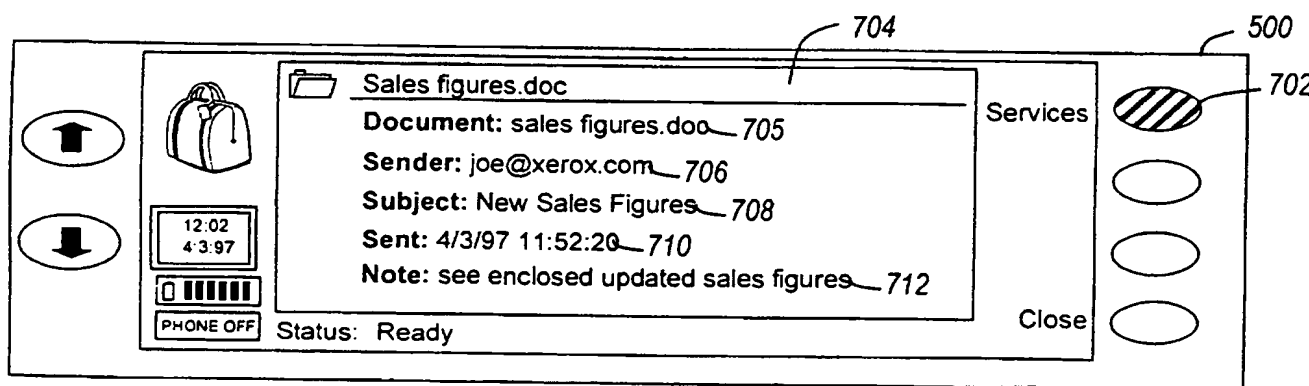 704
500
702
Sales figures.doc
Services
Document: sales figures.doc 705
Sender: joe@xerox.com 706
Subject: New Sales Figures 708
12:02
4:3:97
Sent: 4/3/97 11:52:20 710
Note: see enclosed updated sales figures 712
PHONE OFF
Status: Ready
Close